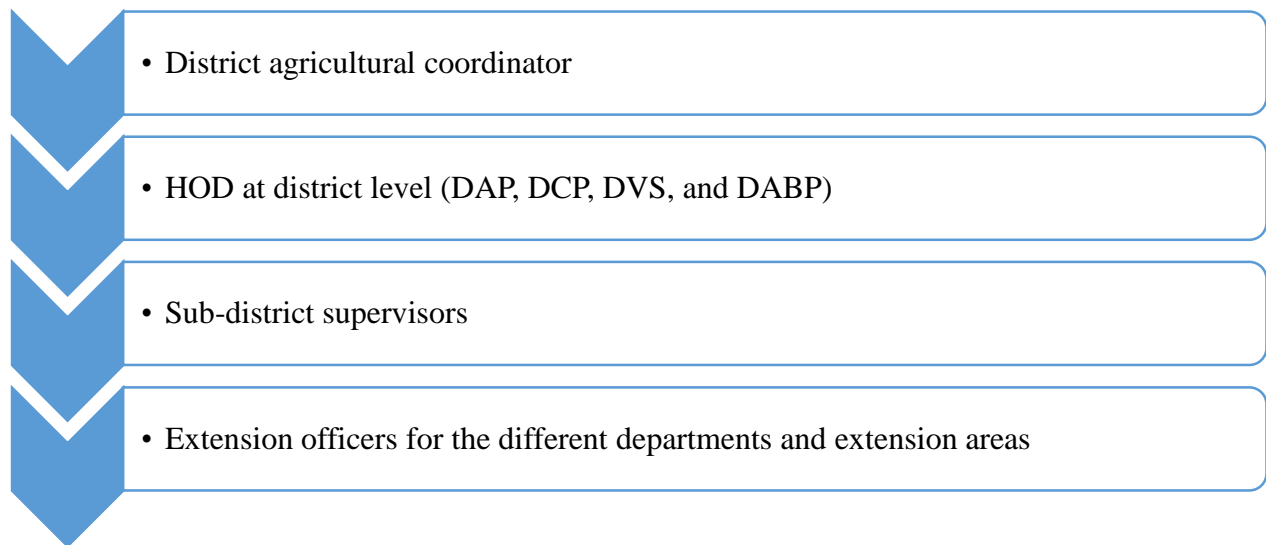 • District agricultural coordinator
• HOD at district level (DAP, DCP, DVS, and DABP)
• Sub-district supervisors
• Extension officers for the different departments and extension areas